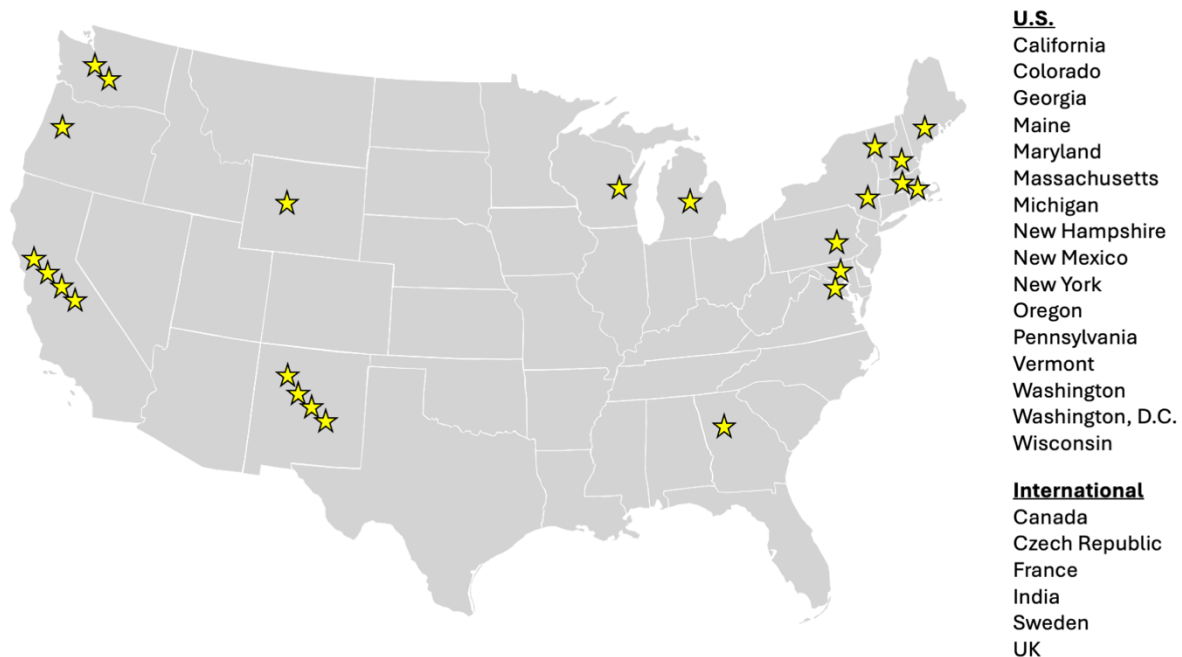 U.S.
California
Colorado
Georgia
Maine
Maryland
Massachusetts
Michigan
New Hampshire
New Mexico
New York
Oregon
Pennsylvania
Vermont
Washington
Washington, D.C.
Wisconsin
International
Canada
Czech Republic
France
India
Sweden
UK